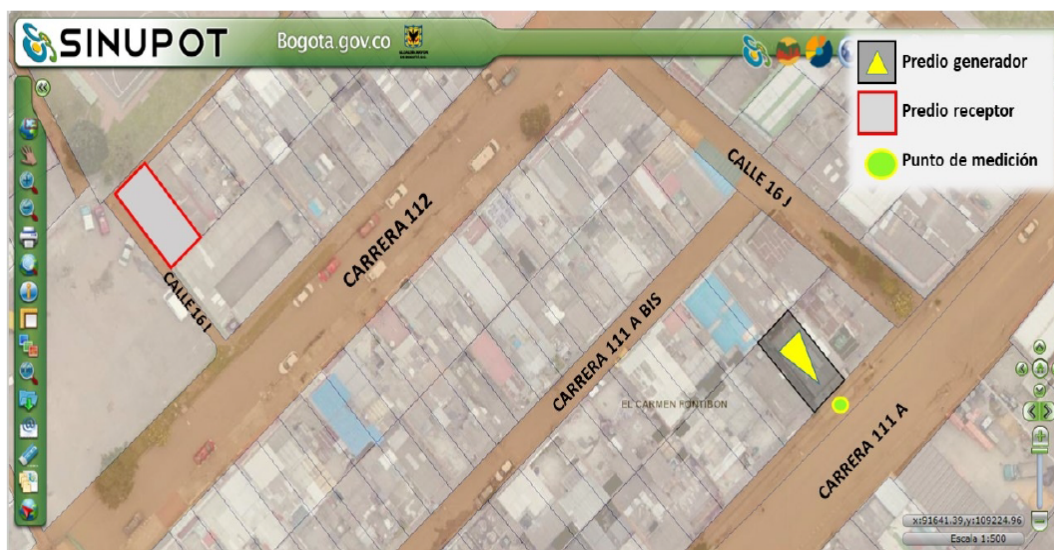 SINUPOT
Bogota.gov.co
Predio generador
Predio receptor
Punto de medición
CALLE 16 J
CARRERA 112
CALLE 16 I
CARRERA 111 A BIS
EL CARMEN FONTIBON
CARRERA 111 A
x:91641.39,y:109224.96
Escala 1:500